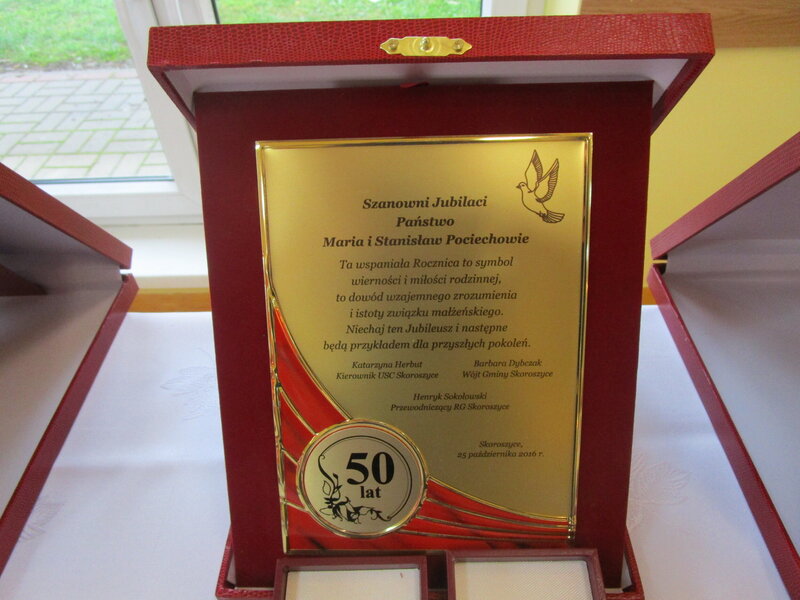 Szanowni Jubilaci
Państwo
Maria i Stanisław Pociechowie
Ta wspaniała Rocznica to symbol
wierności i miłości rodzinnej,
to dowód wzajemnego zrozumienia
i istoty związku małżeńskiego.
Niechaj ten Jubileusz i następne
będą przykładem dla przyszłych pokoleń.
Katarzyna Herbut
Kierownik USC Skoroszyce
Barbara Dybczak
Wójt Gminy Skoroszyce
Henryk Sokołowski
Przewodniczący RG Skoroszyce
Skoroszyce,
25 października 2016 r.
50
lat